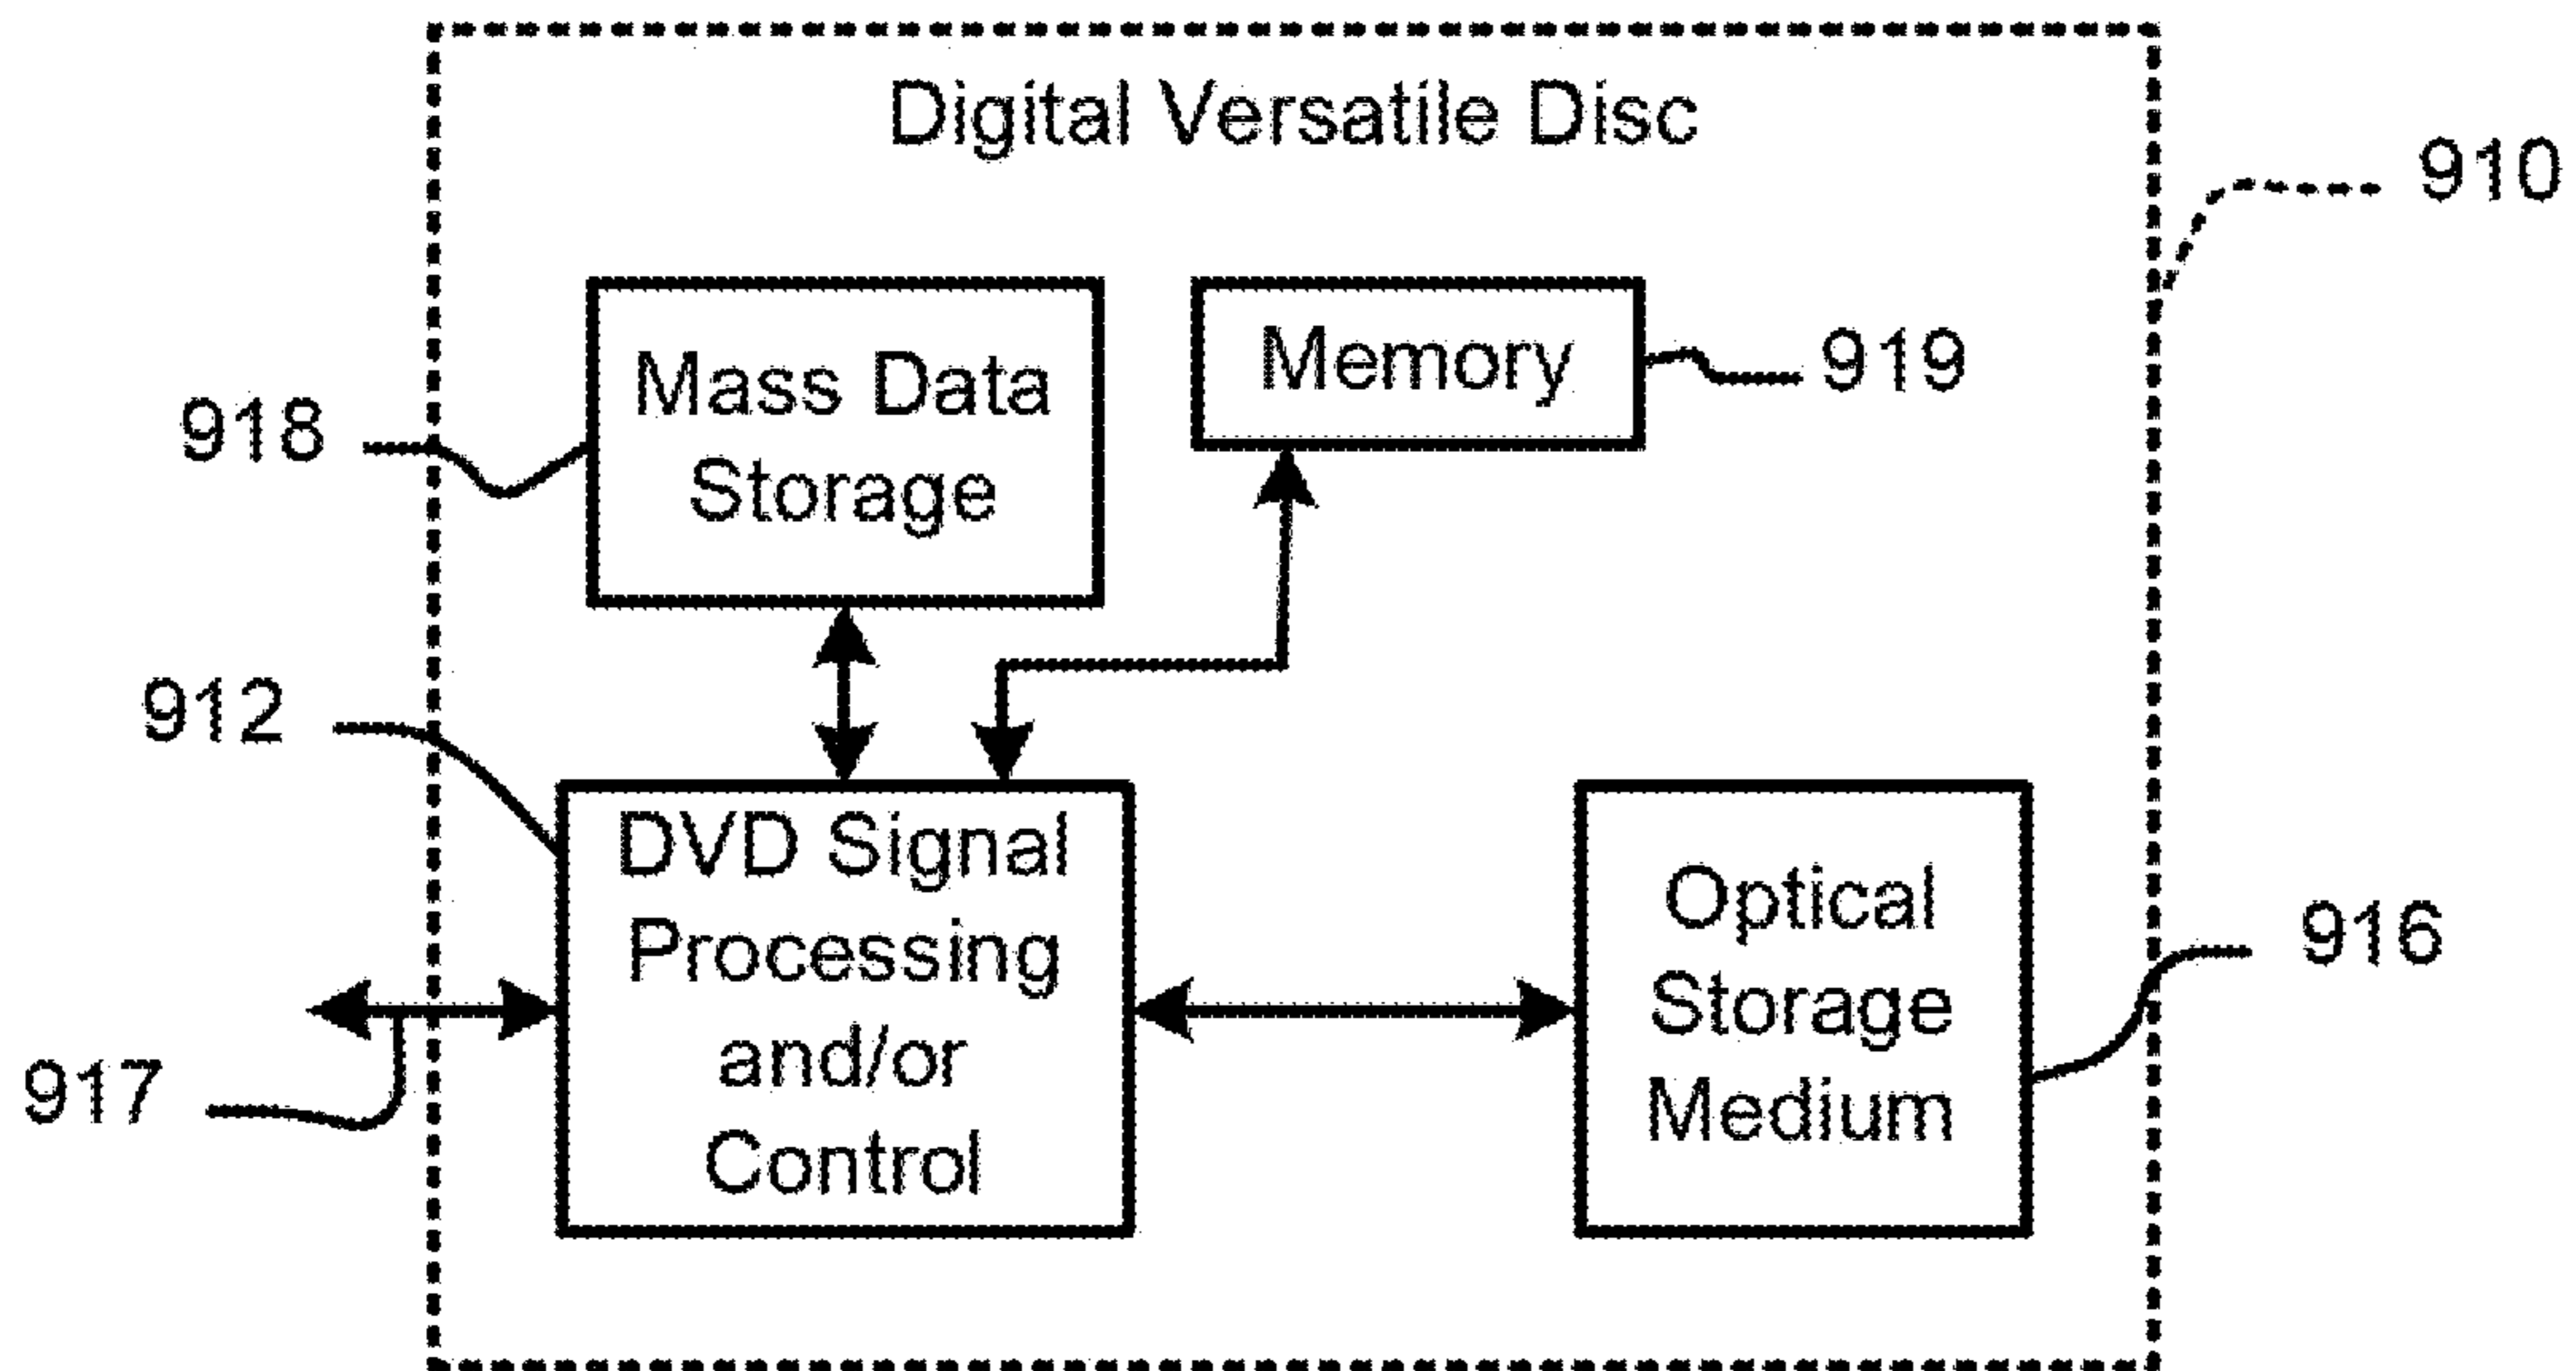 Digital Versatile Disc
910
Mass Data
Storage
918
Memory
919
912
DVD Signal
Processing
and/or
Control
Optical
Storage
Medium
916
917